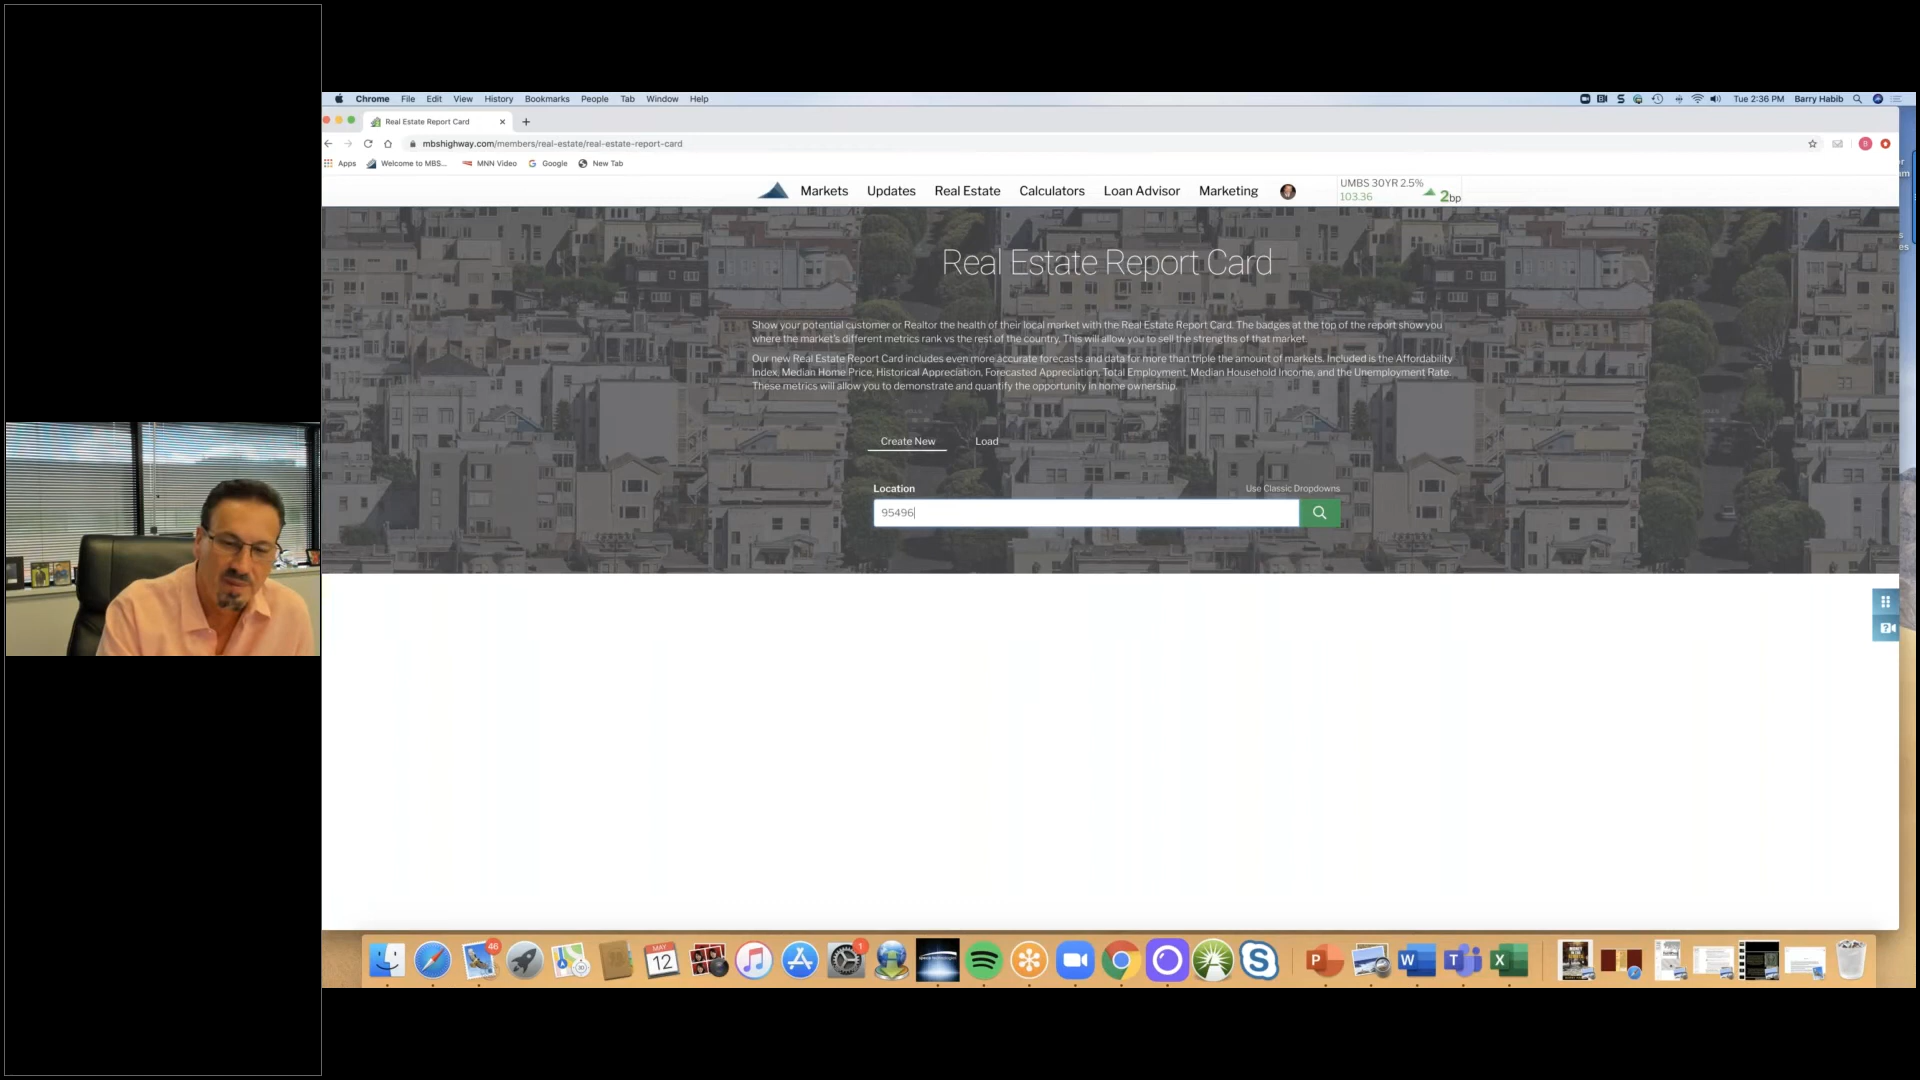 Chrome File Edit View History Bookmarks People Tab Window Help
Tue 2:36 PM Barry Habib
Real Estate Report Card
mbshighway.com/members/real-estate/real-estate-report-card
B
Apps Welcome to MBS... MNN Video Google New Tab
Markets Updates Real Estate Calculators Loan Advisor Marketing
UMBS 30YR 2.5%
103.36
2bp
Real Estate Report Card
Show your potential customer or Realtor the health of their local market with the Real Estate Report Card. The badges at the top of the report show you
where the market's different metrics rank vs the rest of the country. This will allow you to sell the strengths of that market.
Our new Real Estate Report Card includes even more accurate forecasts and data for more than triple the amount of markets. Included is the Affordability
Index, Median Home Price, Historical Appreciation, Forecasted Appreciation, Total Employment, Median Household Income, and the Unemployment Rate.
These metrics will allow you to demonstrate and quantify the opportunity in home ownership
Create New Load
Location Use Classic Dropdowns
95496
46
MAY
12
1
P W T X